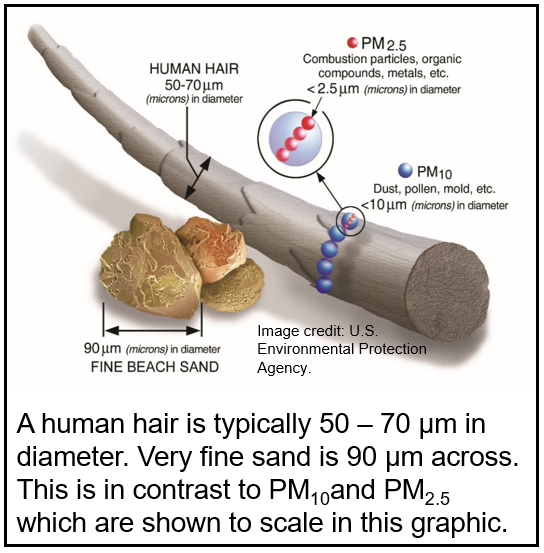 PM2.5
Combustion particles, organic
compounds, metals, etc.
<2.5µm (microns) in diameter
HUMAN HAIR
50-70µm
(microns) in diameter
PM10
Dust, pollen, mold, etc.
<10µm (microns) in diameter
90µm (microns) in diameter
FINE BEACH SAND
Image credit: U.S.
Environmental Protection
Agency.
A human hair is typically 50 – 70 µm in
diameter. Very fine sand is 90 µm across.
This is in contrast to PM10and PM2.5
which are shown to scale in this graphic.